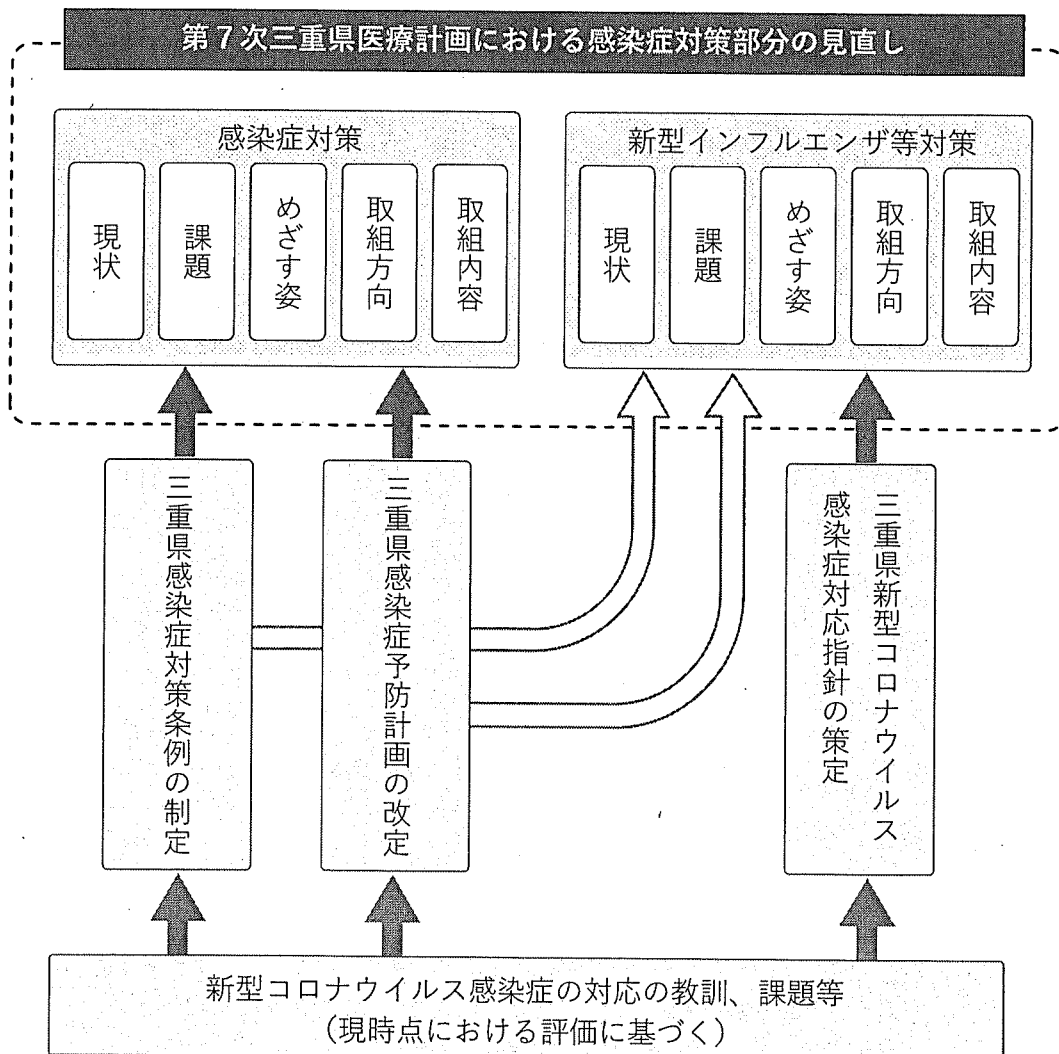 第７次三重県医療計画における感染症対策部分の見直し
感染症対策
現状
課題
めざす姿
取組方向
取組内容
新型インフルエンザ等対策
現状
課題
めざす姿
取組方向
取組内容
三重県感染症対策条例の制定
三重県感染症予防計画の改定
三重県新型コロナウイルス
感染症対応指針の策定
新型コロナウイルス感染症の対応の教訓、課題等
（現時点における評価に基づく）